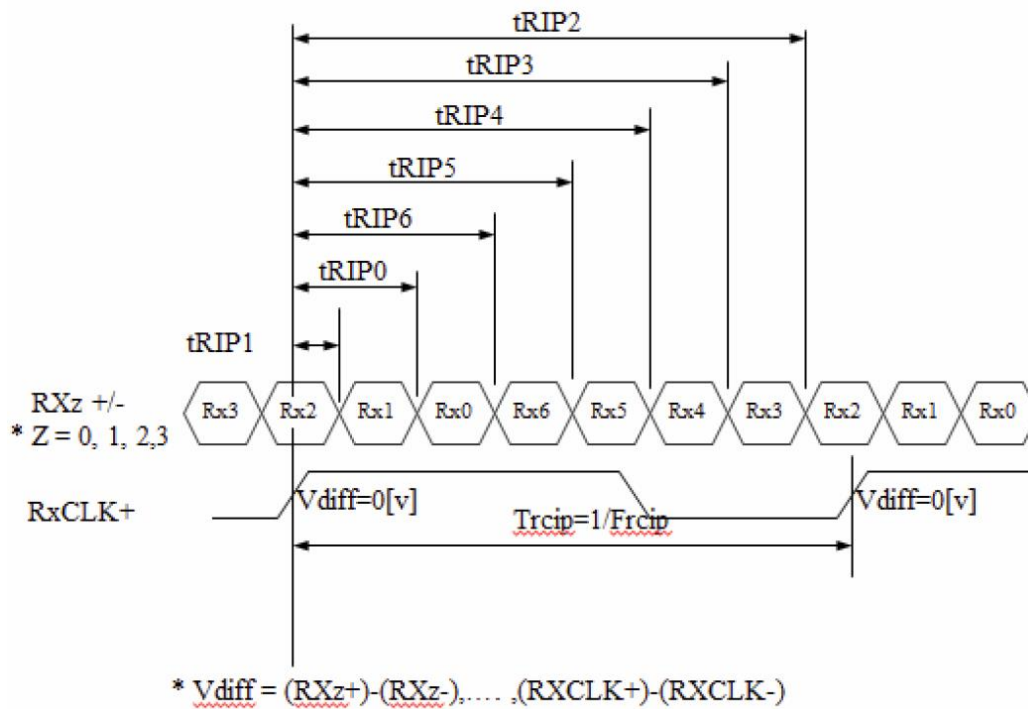 tRIP2
tRIP3
tRIP4
tRIP5
tRIP6
tRIP0
tRIP1
RXz +/-
* Z = 0, 1, 2,3
Rx3 Rx2 Rx1 Rx0 Rx6 Rx5 Rx4 Rx3 Rx2 Rx1 Rx0
RxCLK+
Vdiff=0[v] Vdiff=0[v]
Trcip=1/Frcip
* Vdiff = (RXz+)-(RXz-),.... ,(RXCLK+)-(RXCLK-)